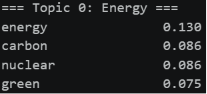 === Topic 0: Energy ===
energy 0.130
carbon 0.086
nuclear 0.086
green 0.075